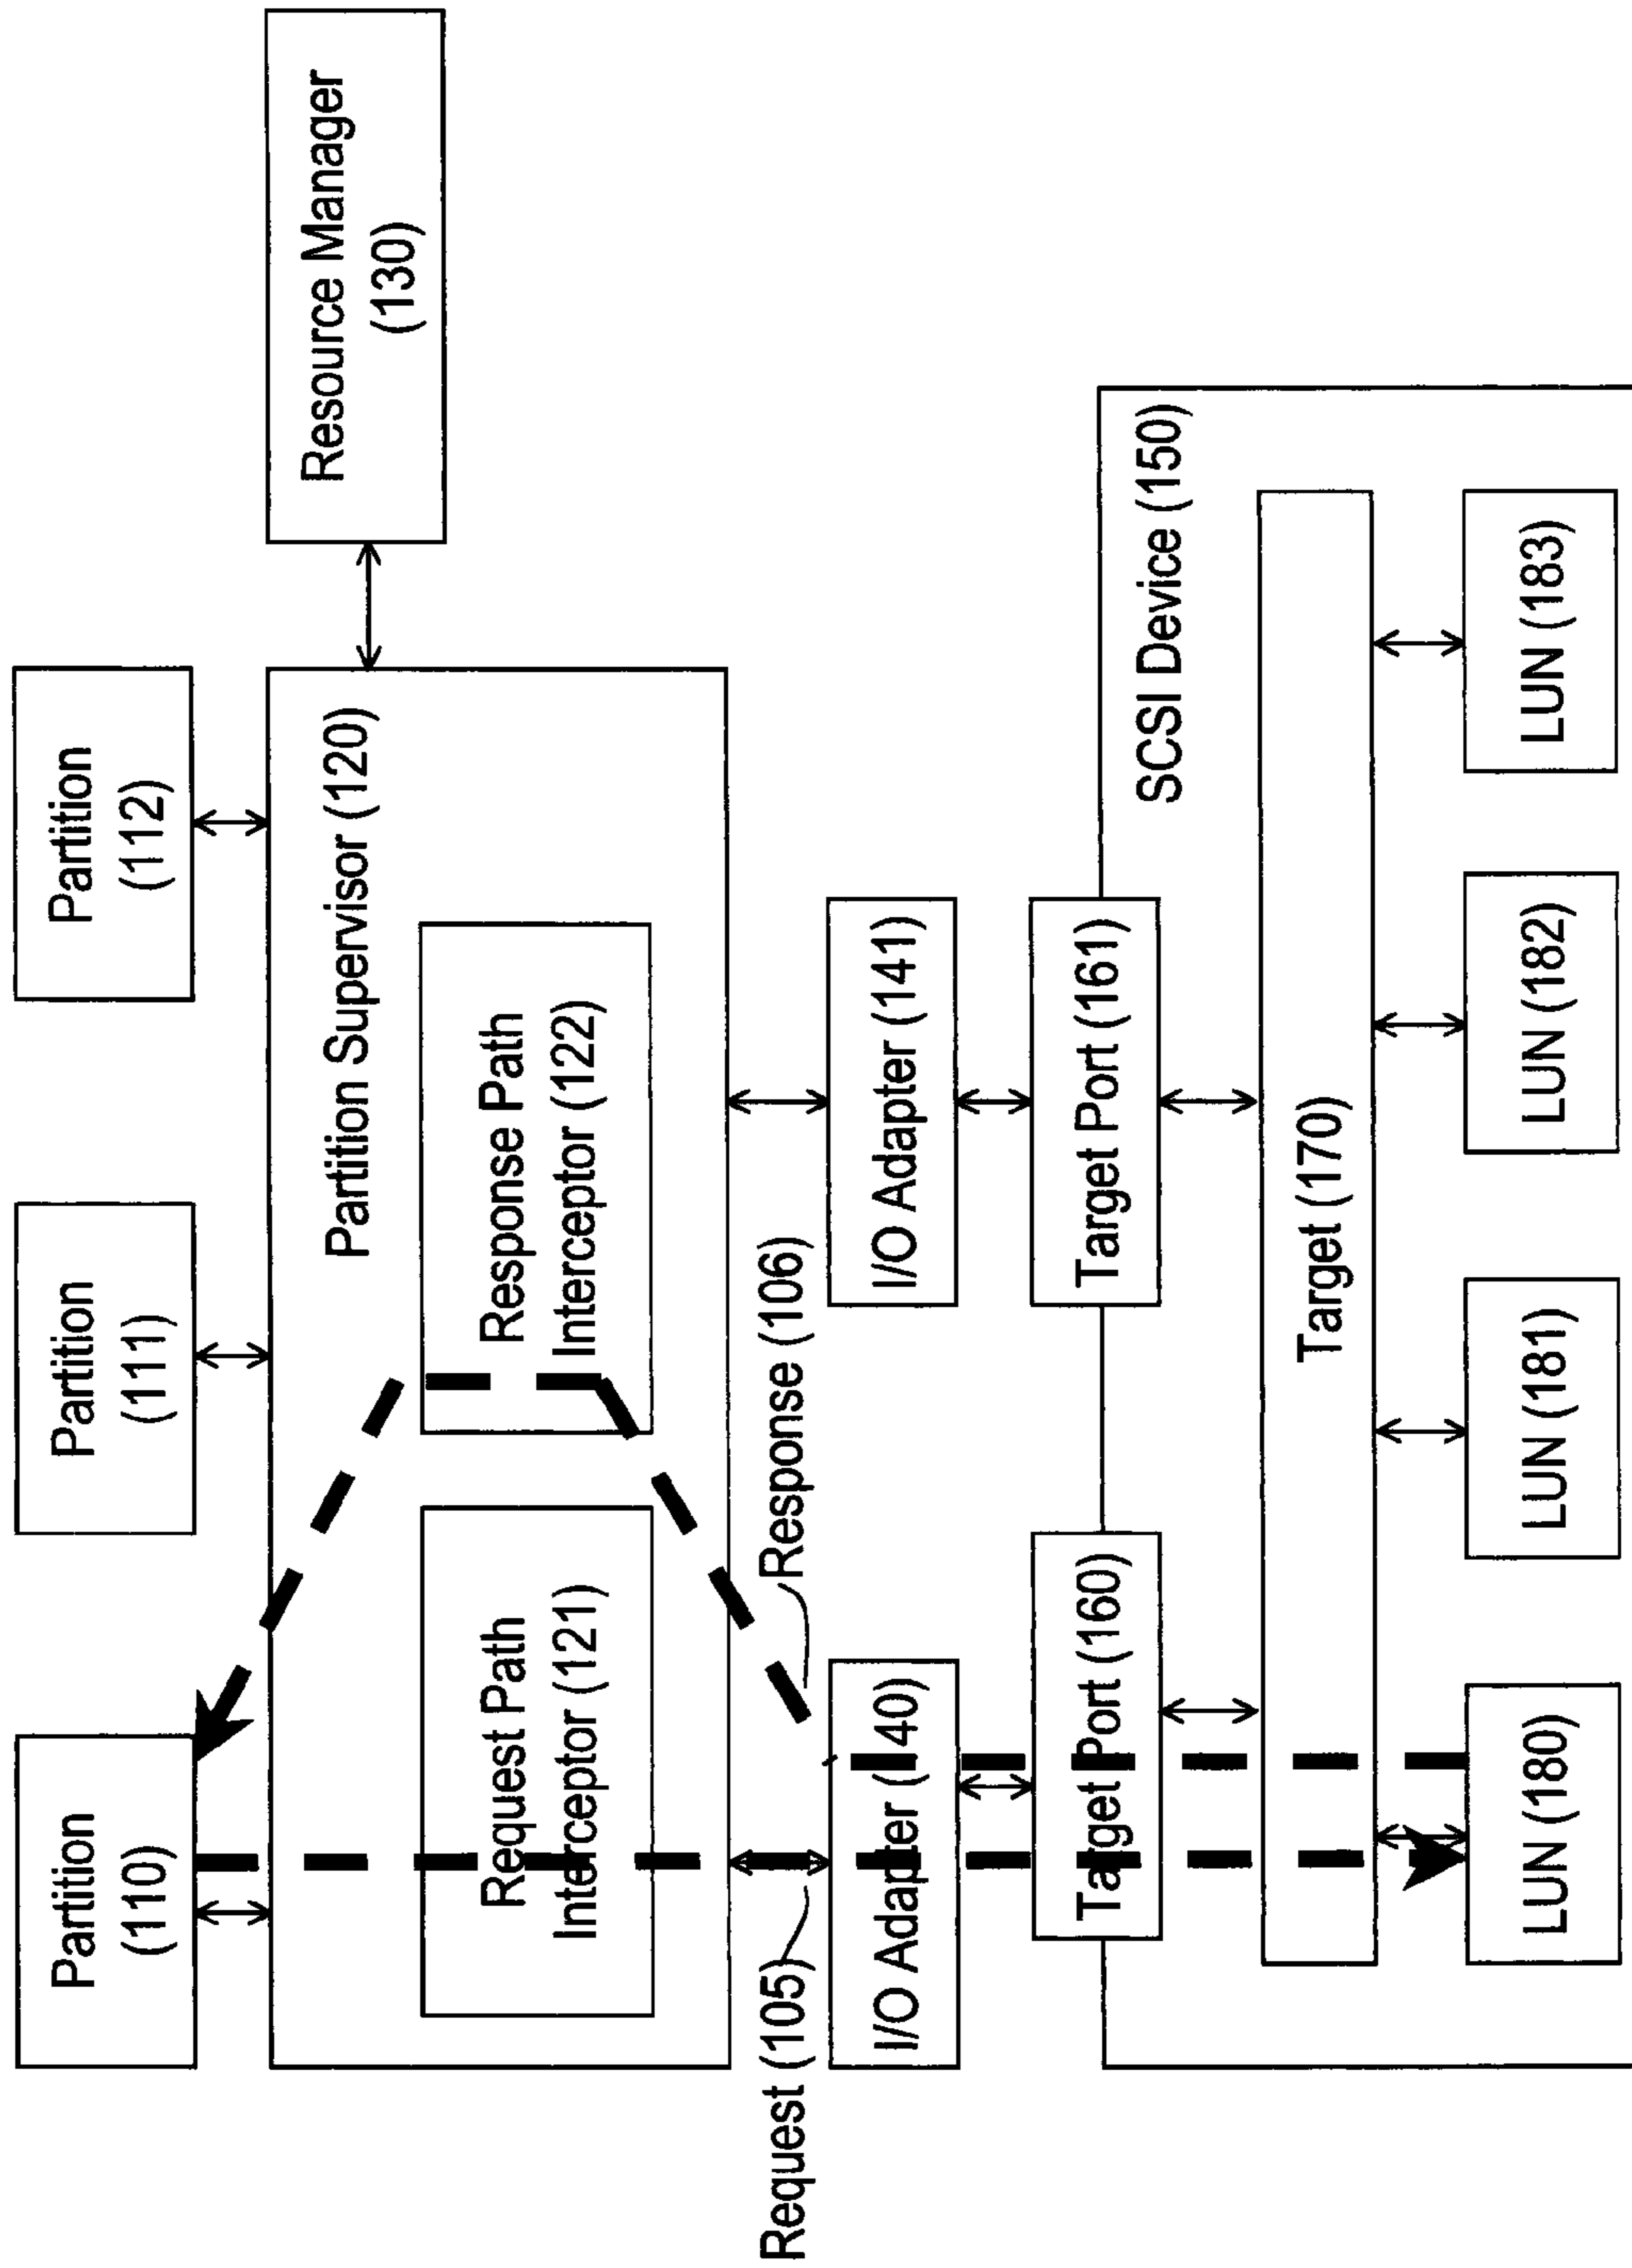 Partition
(110)
Partition
(111)
Partition
(112)
Partition Supervisor (120)
Resource Manager
(130)
Request Path
Interceptor (121)
Response Path
Interceptor (122)
Request (105)
Response (106)
I/O Adapter (140)
I/O Adapter (141)
Target Port (160)
Target Port (161)
SCSI Device (150)
Target (170)
LUN (180)
LUN (181)
LUN (182)
LUN (183)